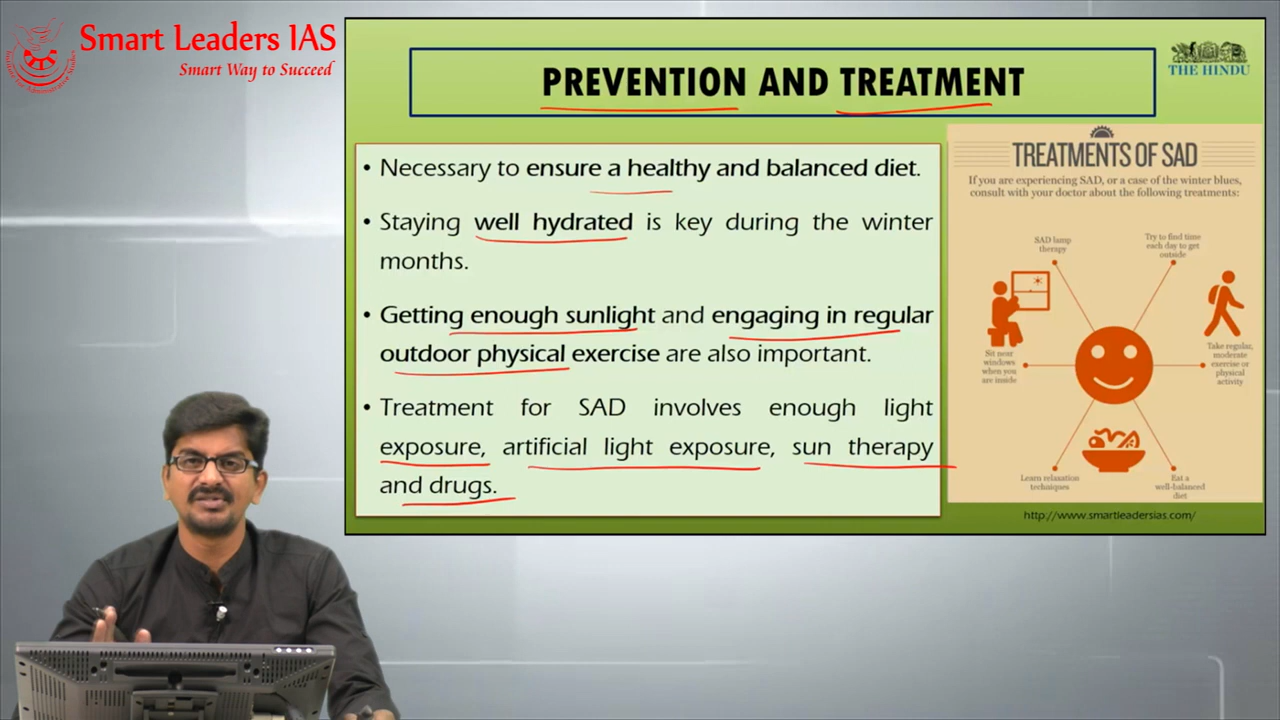 Smart Leaders IAS
Smart Way to Succeed
THE HINDU
PREVENTION AND TREATMENT
• Necessary to ensure a healthy and balanced diet.
• Staying well hydrated is key during the winter
months.
• Getting enough sunlight and engaging in regular
outdoor physical exercise are also important.
• Treatment for SAD involves enough light
exposure, artificial light exposure, sun therapy
and drugs.
TREATMENTS OF SAD
If you are experiencing SAD, or a case of the winter blues,
consult with your doctor about the following treatments:
SAD lamp
therapy
Try to find time
each day to get
outside
Sit near
windows
when you
are inside
Take regular,
moderate
exercise or
physical
activity
Learn relaxation
techniques
Eat a
well-balanced
diet
http://www.smartleadersias.com/